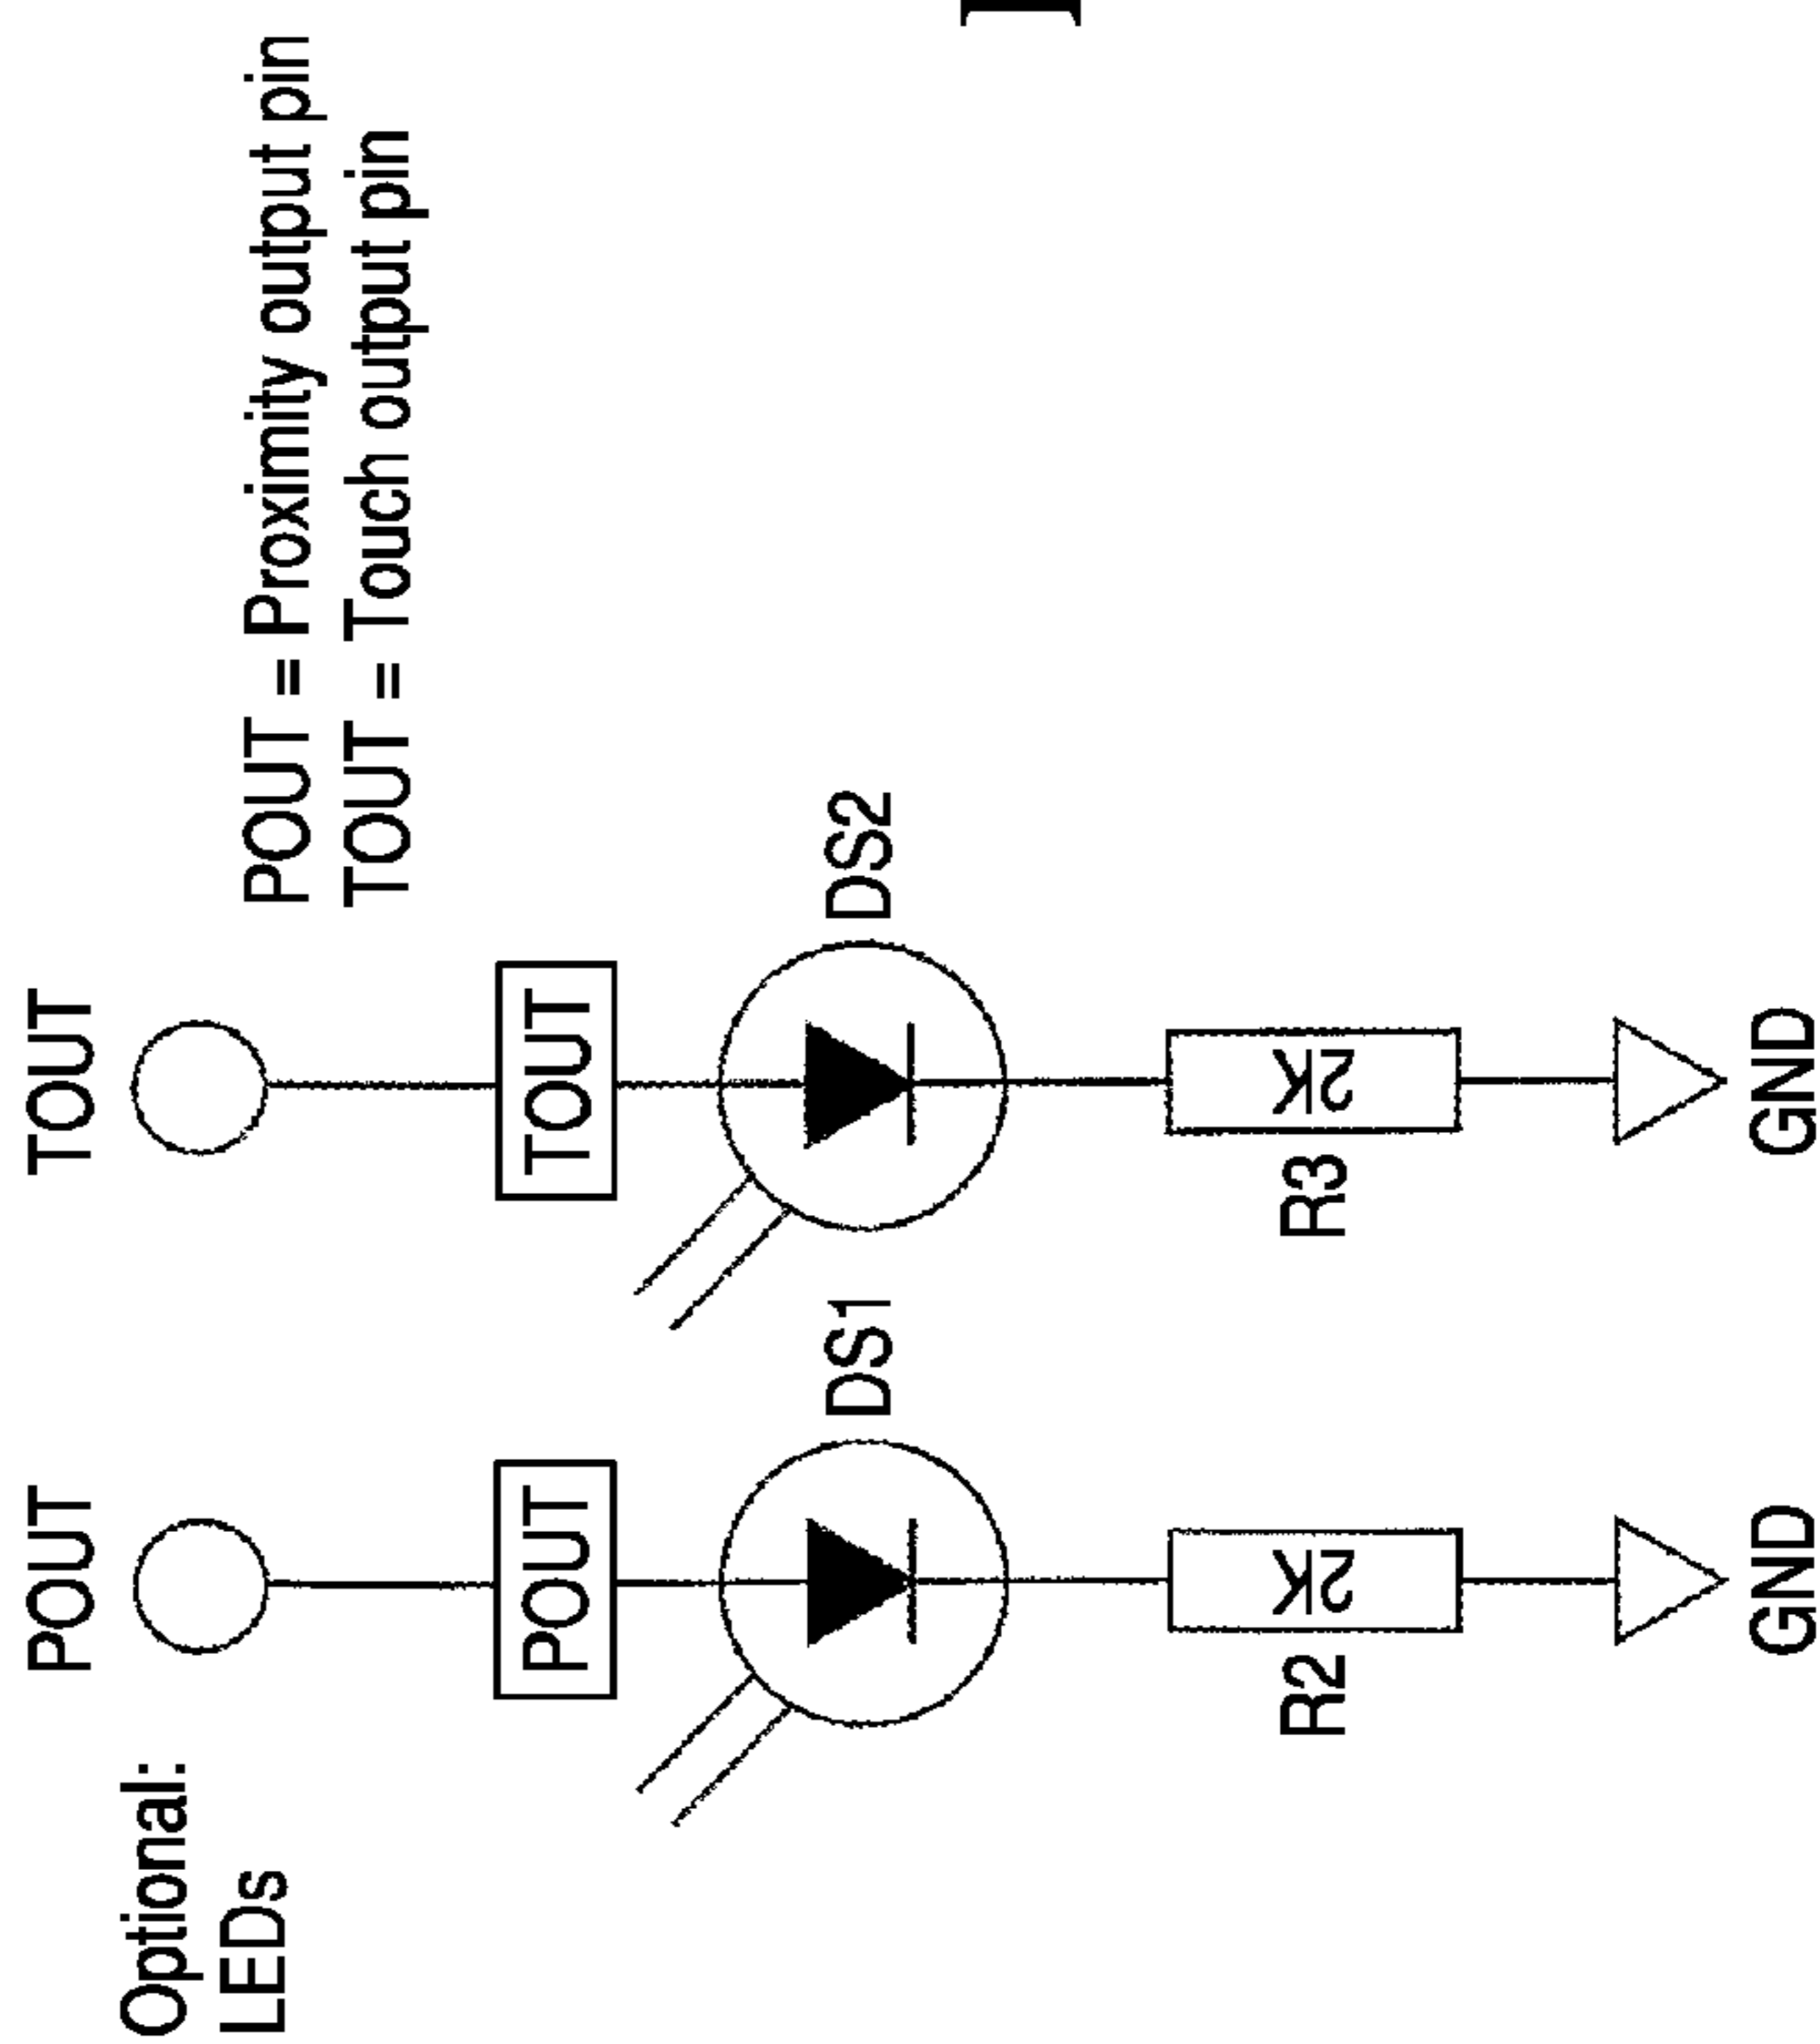 Optional:
LEDs
POUT
TOUT
POUT = Proximity output pin
TOUT = Touch output pin
POUT
TOUT
DS1
DS2
R2
2K
R3
2K
GND
GND